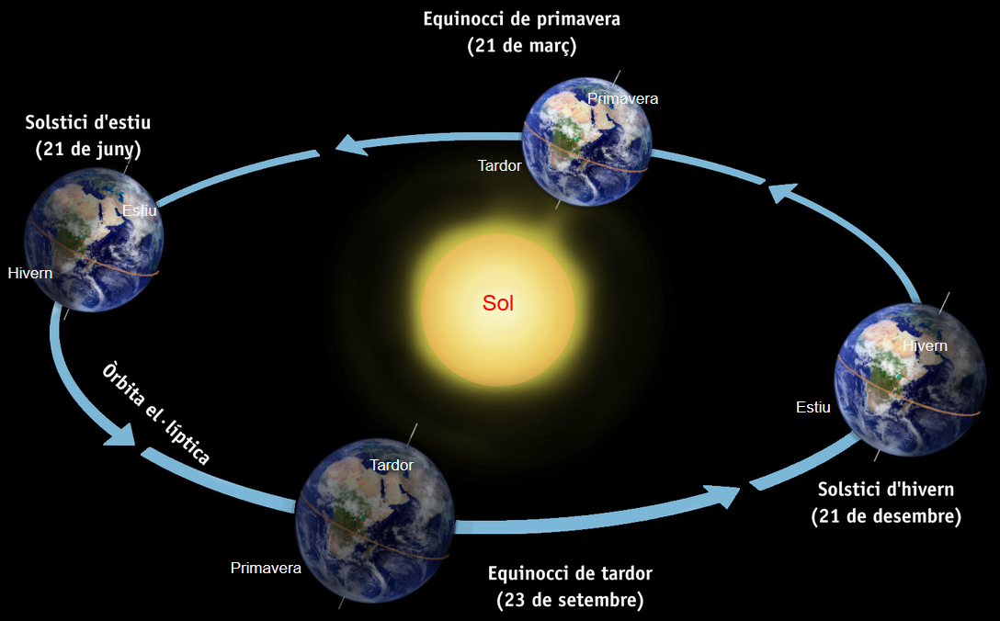 Equinocci de primavera
(21 de març)
Primavera
Tardor
Solstici d'estiu
(21 de juny)
Estiu
Hivern
Sol
Òrbita el·líptica
Hivern
Estiu
Solstici d'hivern
(21 de desembre)
Tardor
Primavera
Equinocci de tardor
(23 de setembre)